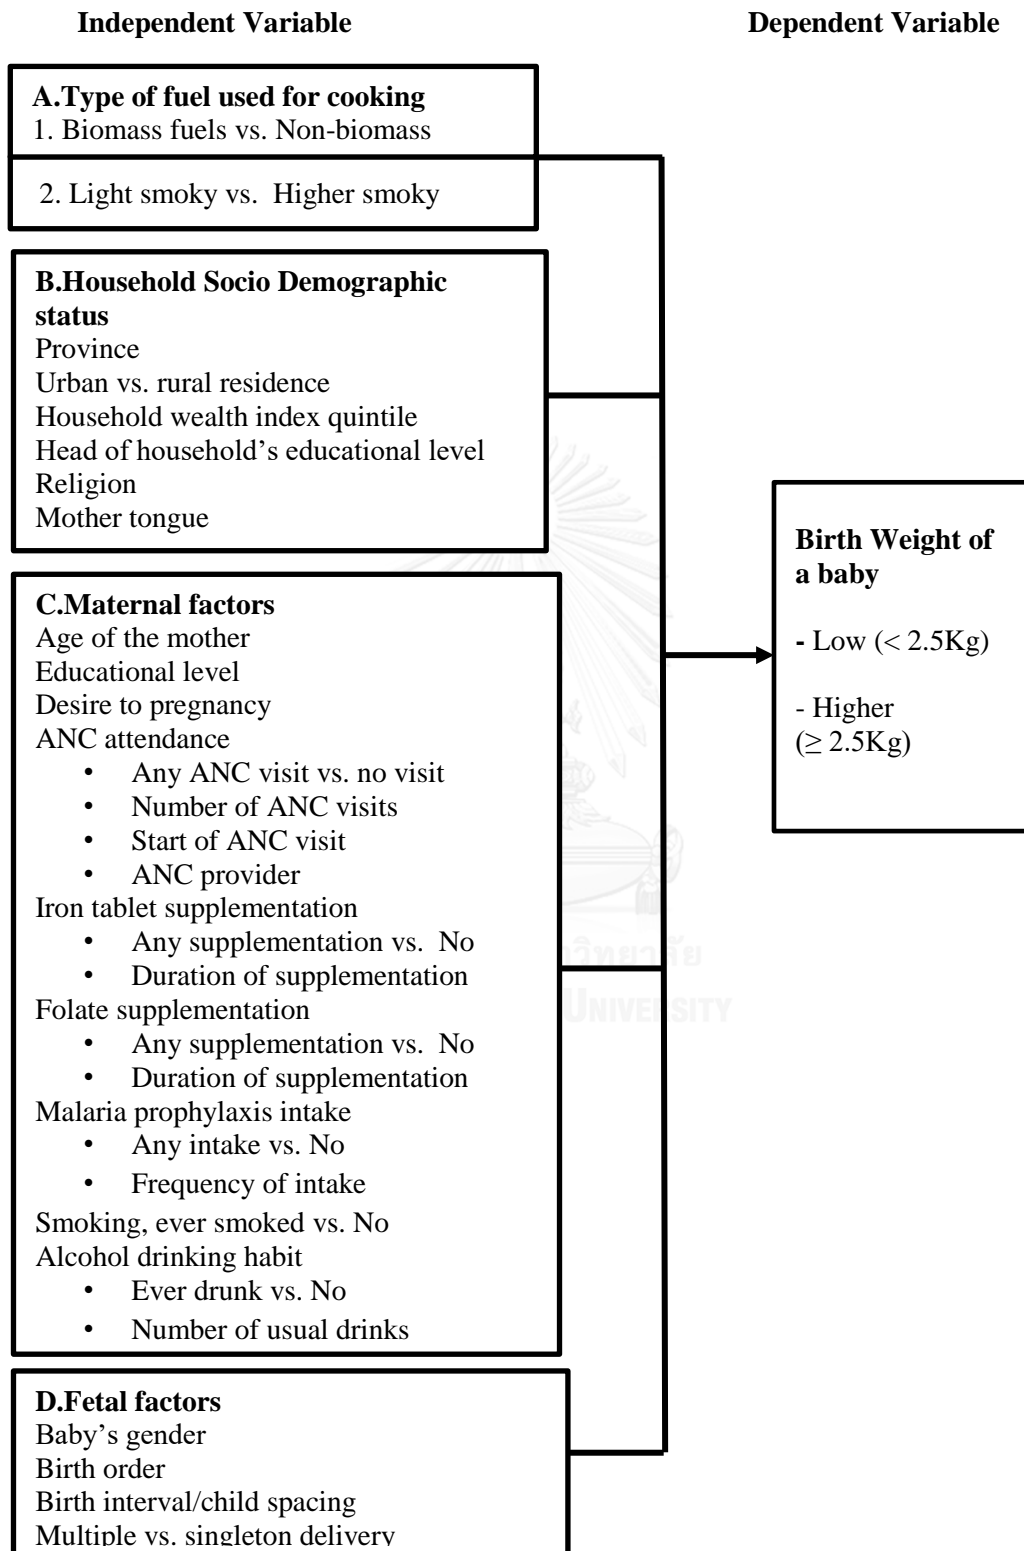 Independent Variable
Dependent Variable
A.Type of fuel used for cooking
1. Biomass fuels vs. Non-biomass
2. Light smoky vs.  Higher smoky
B.Household Socio Demographic
status
Province
Urban vs. rural residence
Household wealth index quintile
Head of household’s educational level
Religion
Mother tongue
C.Maternal factors
Age of the mother
Educational level
Desire to pregnancy
ANC attendance
• Any ANC visit vs. no visit
• Number of ANC visits
• Start of ANC visit
• ANC provider
Iron tablet supplementation
• Any supplementation vs.  No
• Duration of supplementation
Folate supplementation
• Any supplementation vs.  No
• Duration of supplementation
Malaria prophylaxis intake
• Any intake vs. No
• Frequency of intake
Smoking, ever smoked vs. No
Alcohol drinking habit
• Ever drunk vs. No
• Number of usual drinks
D.Fetal factors
Baby’s gender
Birth order
Birth interval/child spacing
Multiple vs. singleton delivery
Birth Weight of
a baby
- Low (< 2.5Kg)
- Higher
(≥ 2.5Kg)
UNIVERSITY